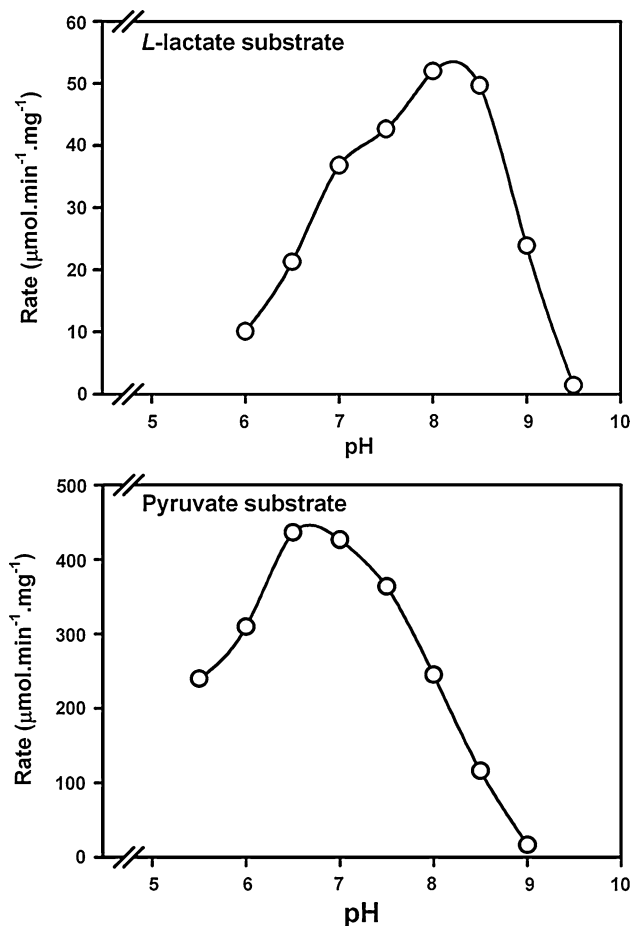 L-lactate substrate
Rate (μmol.min⁻¹.mg⁻¹)
60
50
40
30
20
10
0
5 6 7 8 9 10
pH
Pyruvate substrate
Rate (μmol.min⁻¹.mg⁻¹)
500
400
300
200
100
0
5 6 7 8 9 10
pH